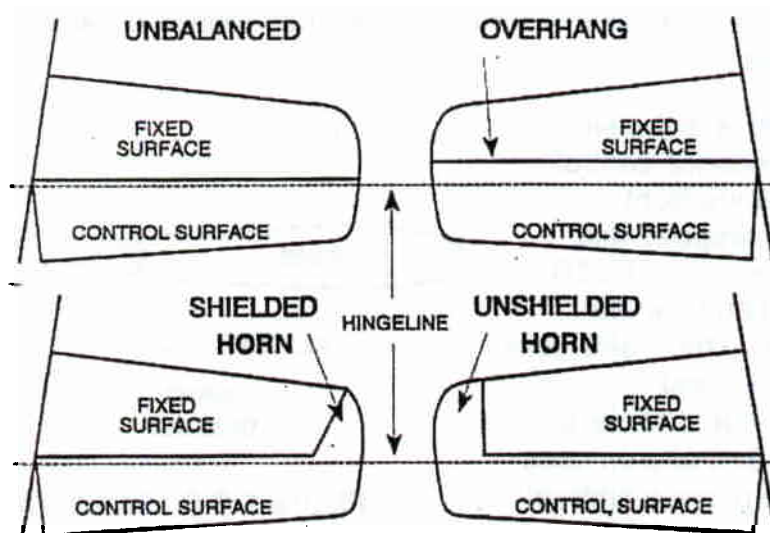 UNBALANCED
OVERHANG
FIXED
SURFACE
FIXED
SURFACE
CONTROL SURFACE
CONTROL SURFACE
SHIELDED
HORN
HINGELINE
UNSHIELDED
HORN
FIXED
SURFACE
FIXED
SURFACE
CONTROL SURFACE
CONTROL SURFACE